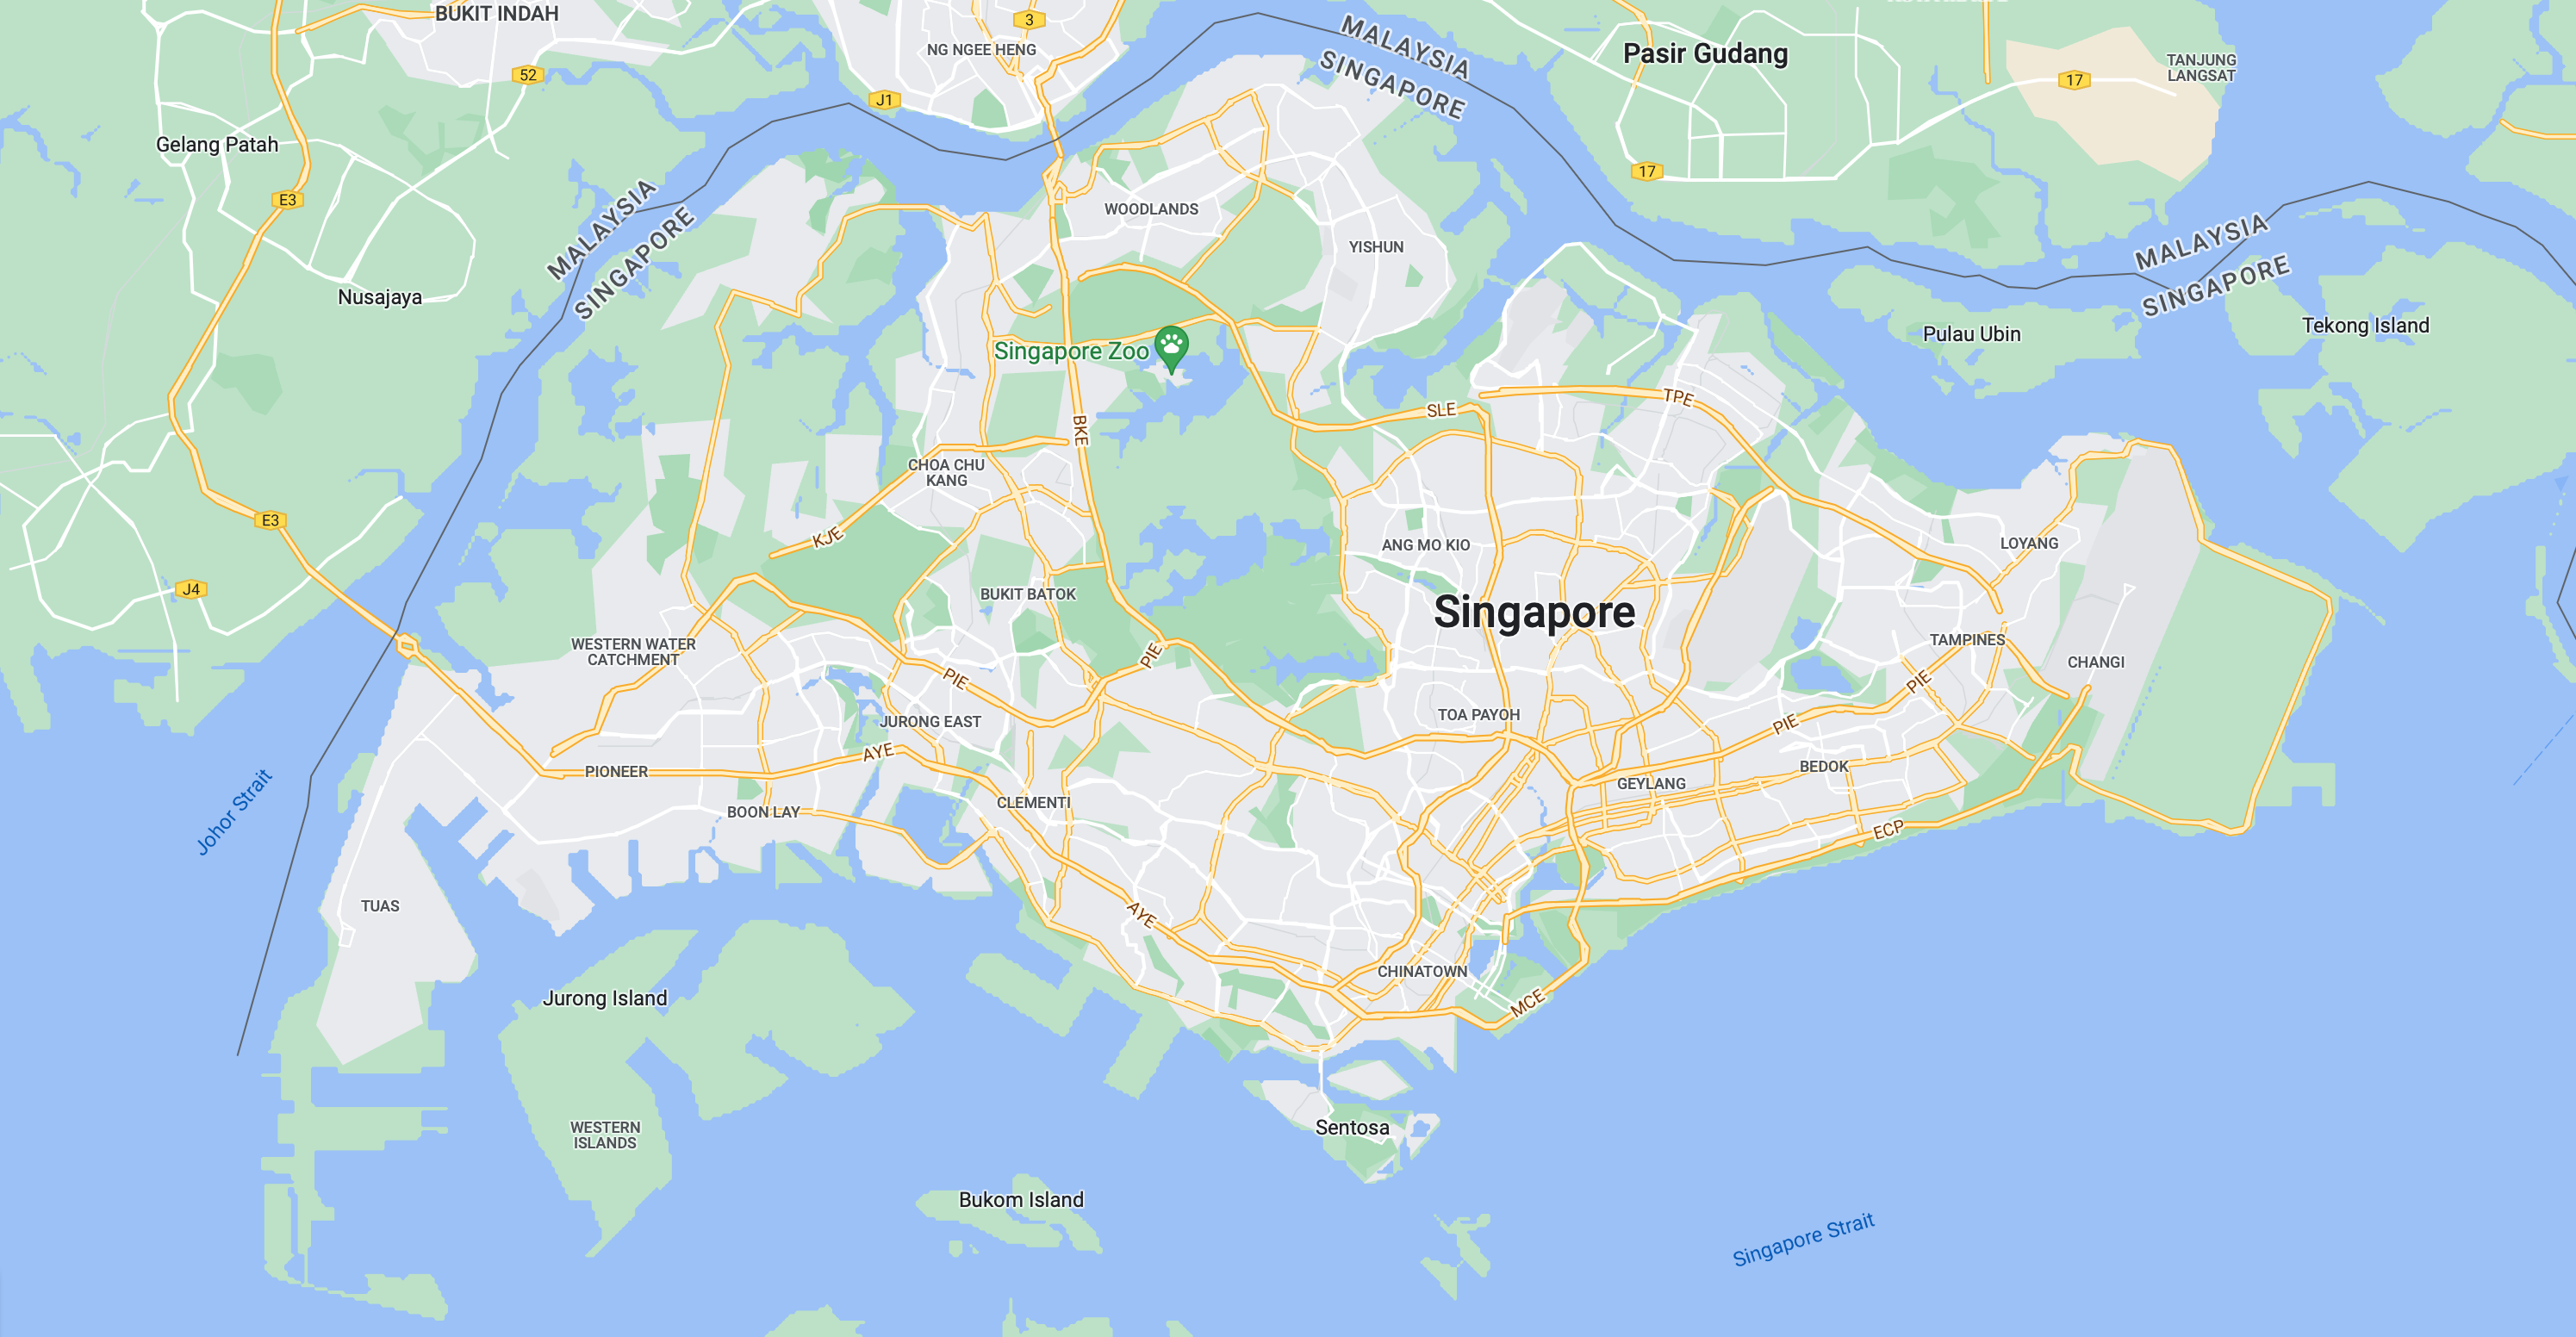 BUKIT INDAH
3
NG NGEE HENG
MALAYSIA
SINGAPORE
Pasir Gudang
TANJUNG
LANGSAT
17
52
J1
Gelang Patah
17
E3
MALAYSIA
SINGAPORE
WOODLANDS
YISHUN
MALAYSIA
SINGAPORE
Nusajaya
Pulau Ubin
Tekong Island
Singapore Zoo
SLE
TPE
BKE
CHOA CHU
KANG
E3
KJE
ANG MO KIO
LOYANG
J4
BUKIT BATOK
Singapore
WESTERN WATER
CATCHMENT
PIE
TAMPINES
CHANGI
PIE
PIE
JURONG EAST
TOA PAYOH
PIE
AYE
PIONEER
BEDOK
GEYLANG
Johor Strait
BOON LAY
CLEMENTI
ECP
TUAS
AYE
CHINATOWN
Jurong Island
MCE
WESTERN
ISLANDS
Sentosa
Bukom Island
Singapore Strait